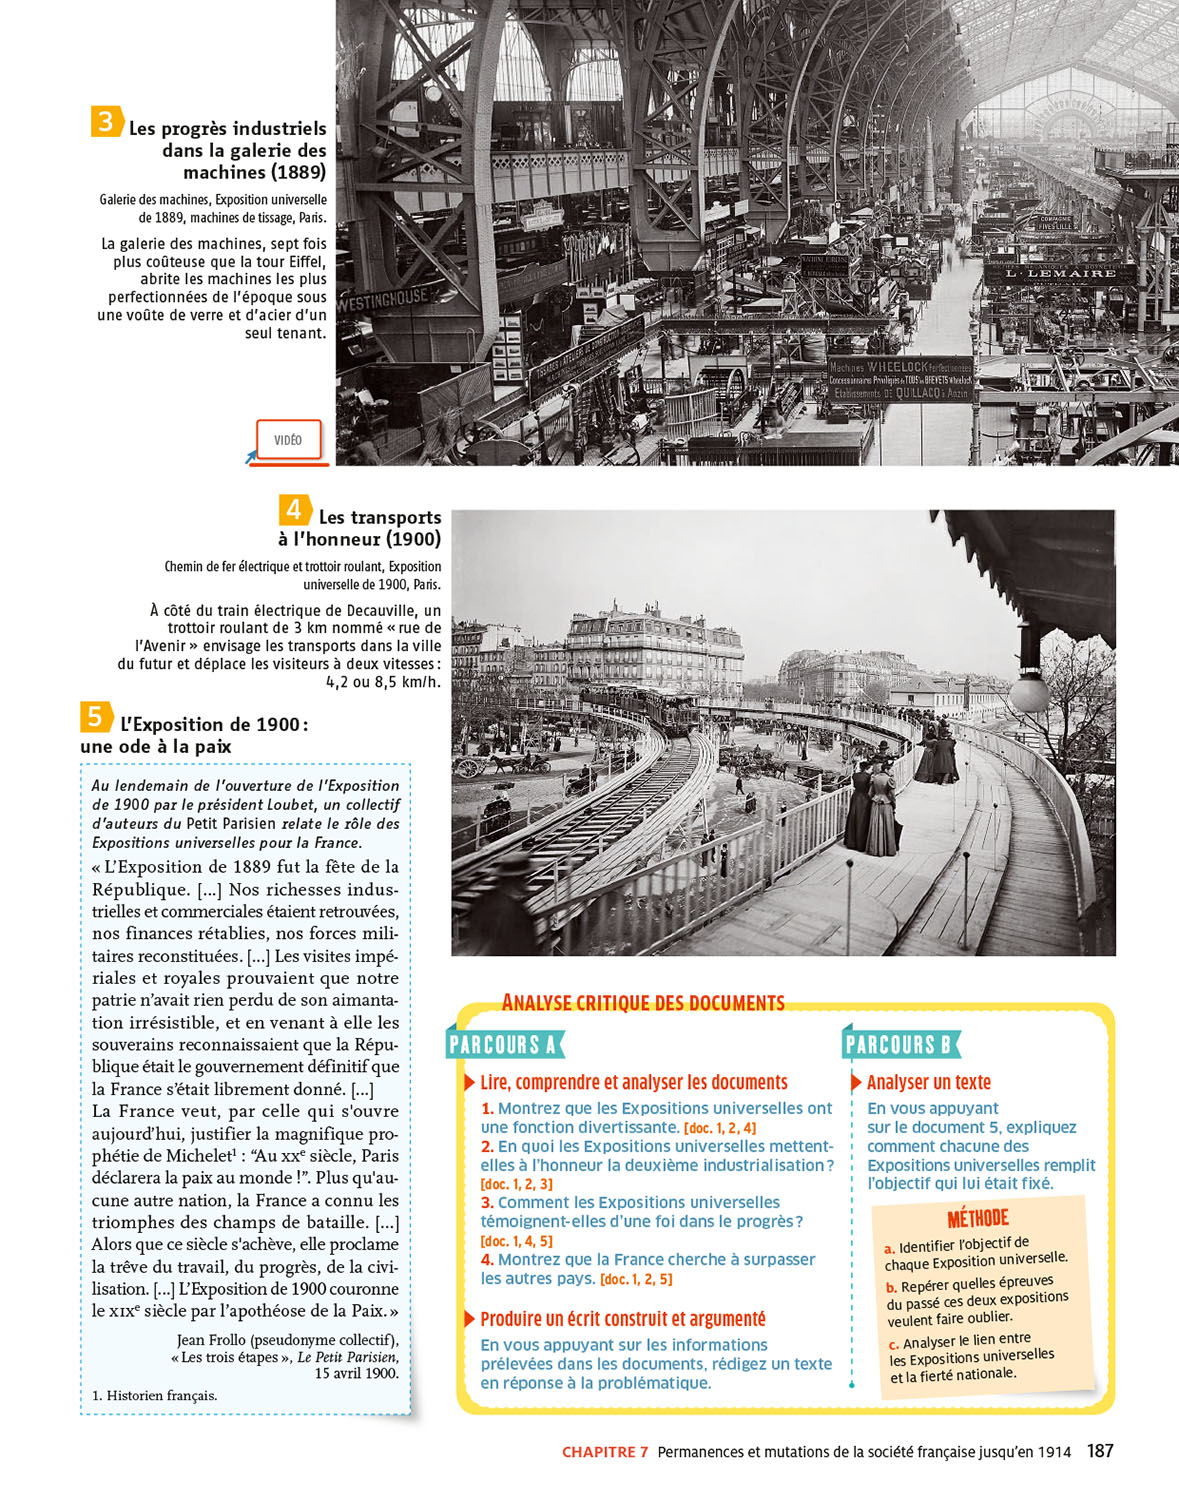 3 Les progrès industriels
dans la galerie des
machines (1889)
Galerie des machines, Exposition universelle
de 1889, machines de tissage, Paris.
La galerie des machines, sept fois
plus coûteuse que la tour Eiffel,
abrite les machines les plus
perfectionnées de l'époque sous
une voûte de verre et d'acier d'un
seul tenant.
VIDÉO
WESTINGHOUSE
COMPAGNIE
FIVES-LILLE
L. LEMAIRE
Machines WHEELOCK Perfectionnées
Concessionnaires Privilégiés de TOUS les BREVETS Wheelock
Etablissements DE QUILLACQ à Anzin
4 Les transports
à l'honneur (1900)
Chemin de fer électrique et trottoir roulant, Exposition
universelle de 1900, Paris.
À côté du train électrique de Decauville, un
trottoir roulant de 3 km nommé « rue de
l'Avenir » envisage les transports dans la ville
du futur et déplace les visiteurs à deux vitesses :
4,2 ou 8,5 km/h.
5 L'Exposition de 1900 :
une ode à la paix
Au lendemain de l'ouverture de l'Exposition
de 1900 par le président Loubet, un collectif
d'auteurs du Petit Parisien relate le rôle des
Expositions universelles pour la France.
« L'Exposition de 1889 fut la fête de la
République. [...] Nos richesses indus-
trielles et commerciales étaient retrouvées,
nos finances rétablies, nos forces mili-
taires reconstituées. [...] Les visites impé-
riales et royales prouvaient que notre
patrie n'avait rien perdu de son aimanta-
tion irrésistible, et en venant à elle les
souverains reconnaissaient que la Répu-
blique était le gouvernement définitif que
la France s'était librement donné. [...]
La France veut, par celle qui s'ouvre
aujourd'hui, justifier la magnifique pro-
phétie de Michelet¹ : "Au XXe siècle, Paris
déclarera la paix au monde !". Plus qu'au-
cune autre nation, la France a connu les
triomphes des champs de bataille. [...]
Alors que ce siècle s'achève, elle proclame
la trêve du travail, du progrès, de la civi-
lisation. [...] L'Exposition de 1900 couronne
le XIXe siècle par l'apothéose de la Paix. »
Jean Frollo (pseudonyme collectif),
« Les trois étapes », Le Petit Parisien,
15 avril 1900.
1. Historien français.
ANALYSE CRITIQUE DES DOCUMENTS
PARCOURS A
Lire, comprendre et analyser les documents
1. Montrez que les Expositions universelles ont
une fonction divertissante. [doc. 1, 2, 4]
2. En quoi les Expositions universelles mettent-
elles à l'honneur la deuxième industrialisation ?
[doc. 1, 2, 3]
3. Comment les Expositions universelles
témoignent-elles d'une foi dans le progrès ?
[doc. 1, 4, 5]
4. Montrez que la France cherche à surpasser
les autres pays. [doc. 1, 2, 5]
Produire un écrit construit et argumenté
En vous appuyant sur les informations
prélevées dans les documents, rédigez un texte
en réponse à la problématique.
PARCOURS B
Analyser un texte
En vous appuyant
sur le document 5, expliquez
comment chacune des
Expositions universelles remplit
l'objectif qui lui était fixé.
MÉTHODE
a. Identifier l'objectif de
chaque Exposition universelle.
b. Repérer quelles épreuves
du passé ces deux expositions
veulent faire oublier.
c. Analyser le lien entre
les Expositions universelles
et la fierté nationale.
CHAPITRE 7 Permanences et mutations de la société française jusqu'en 1914 187